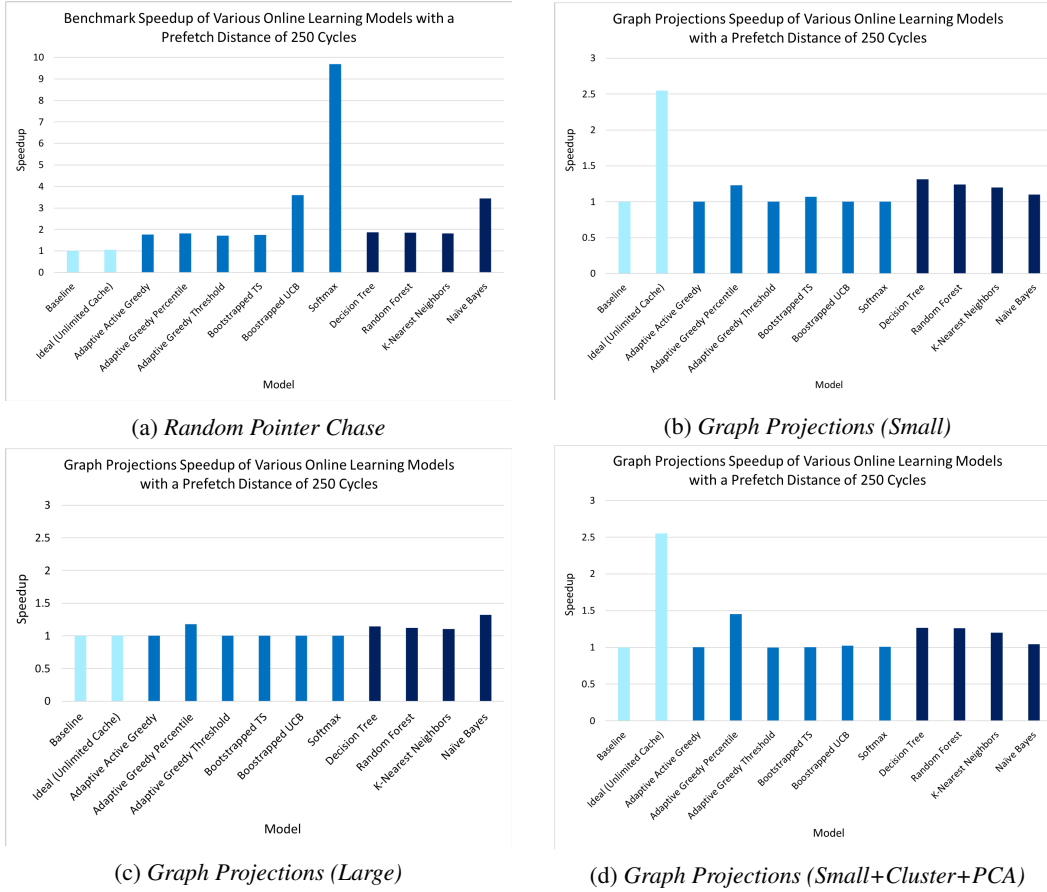 Benchmark Speedup of Various Online Learning Models with a
Prefetch Distance of 250 Cycles
10
9
8
7
6
5
4
3
2
1
0
Speedup
Baseline
Ideal (Unlimited Cache)
Adaptive Active Greedy
Adaptive Greedy Percentile
Adaptive Greedy Threshold
Bootstrapped TS
Boostrapped UCB
Softmax
Decision Tree
Random Forest
K-Nearest Neighbors
Naïve Bayes
Model
(a) Random Pointer Chase
Graph Projections Speedup of Various Online Learning Models
with a Prefetch Distance of 250 Cycles
3
2.5
2
1.5
1
0.5
0
Speedup
Baseline
Ideal (Unlimited Cache)
Adaptive Active Greedy
Adaptive Greedy Percentile
Adaptive Greedy Threshold
Bootstrapped TS
Boostrapped UCB
Softmax
Decision Tree
Random Forest
K-Nearest Neighbors
Naïve Bayes
Model
(b) Graph Projections (Small)
Graph Projections Speedup of Various Online Learning Models
with a Prefetch Distance of 250 Cycles
3
2.5
2
1.5
1
0.5
0
Speedup
Baseline
Ideal (Unlimited Cache)
Adaptive Active Greedy
Adaptive Greedy Percentile
Adaptive Greedy Threshold
Bootstrapped TS
Boostrapped UCB
Softmax
Decision Tree
Random Forest
K-Nearest Neighbors
Naïve Bayes
Model
(c) Graph Projections (Large)
Graph Projections Speedup of Various Online Learning Models
with a Prefetch Distance of 250 Cycles
3
2.5
2
1.5
1
0.5
0
Speedup
Baseline
Ideal (Unlimited Cache)
Adaptive Active Greedy
Adaptive Greedy Percentile
Adaptive Greedy Threshold
Bootstrapped TS
Boostrapped UCB
Softmax
Decision Tree
Random Forest
K-Nearest Neighbors
Naïve Bayes
Model
(d) Graph Projections (Small+Cluster+PCA)